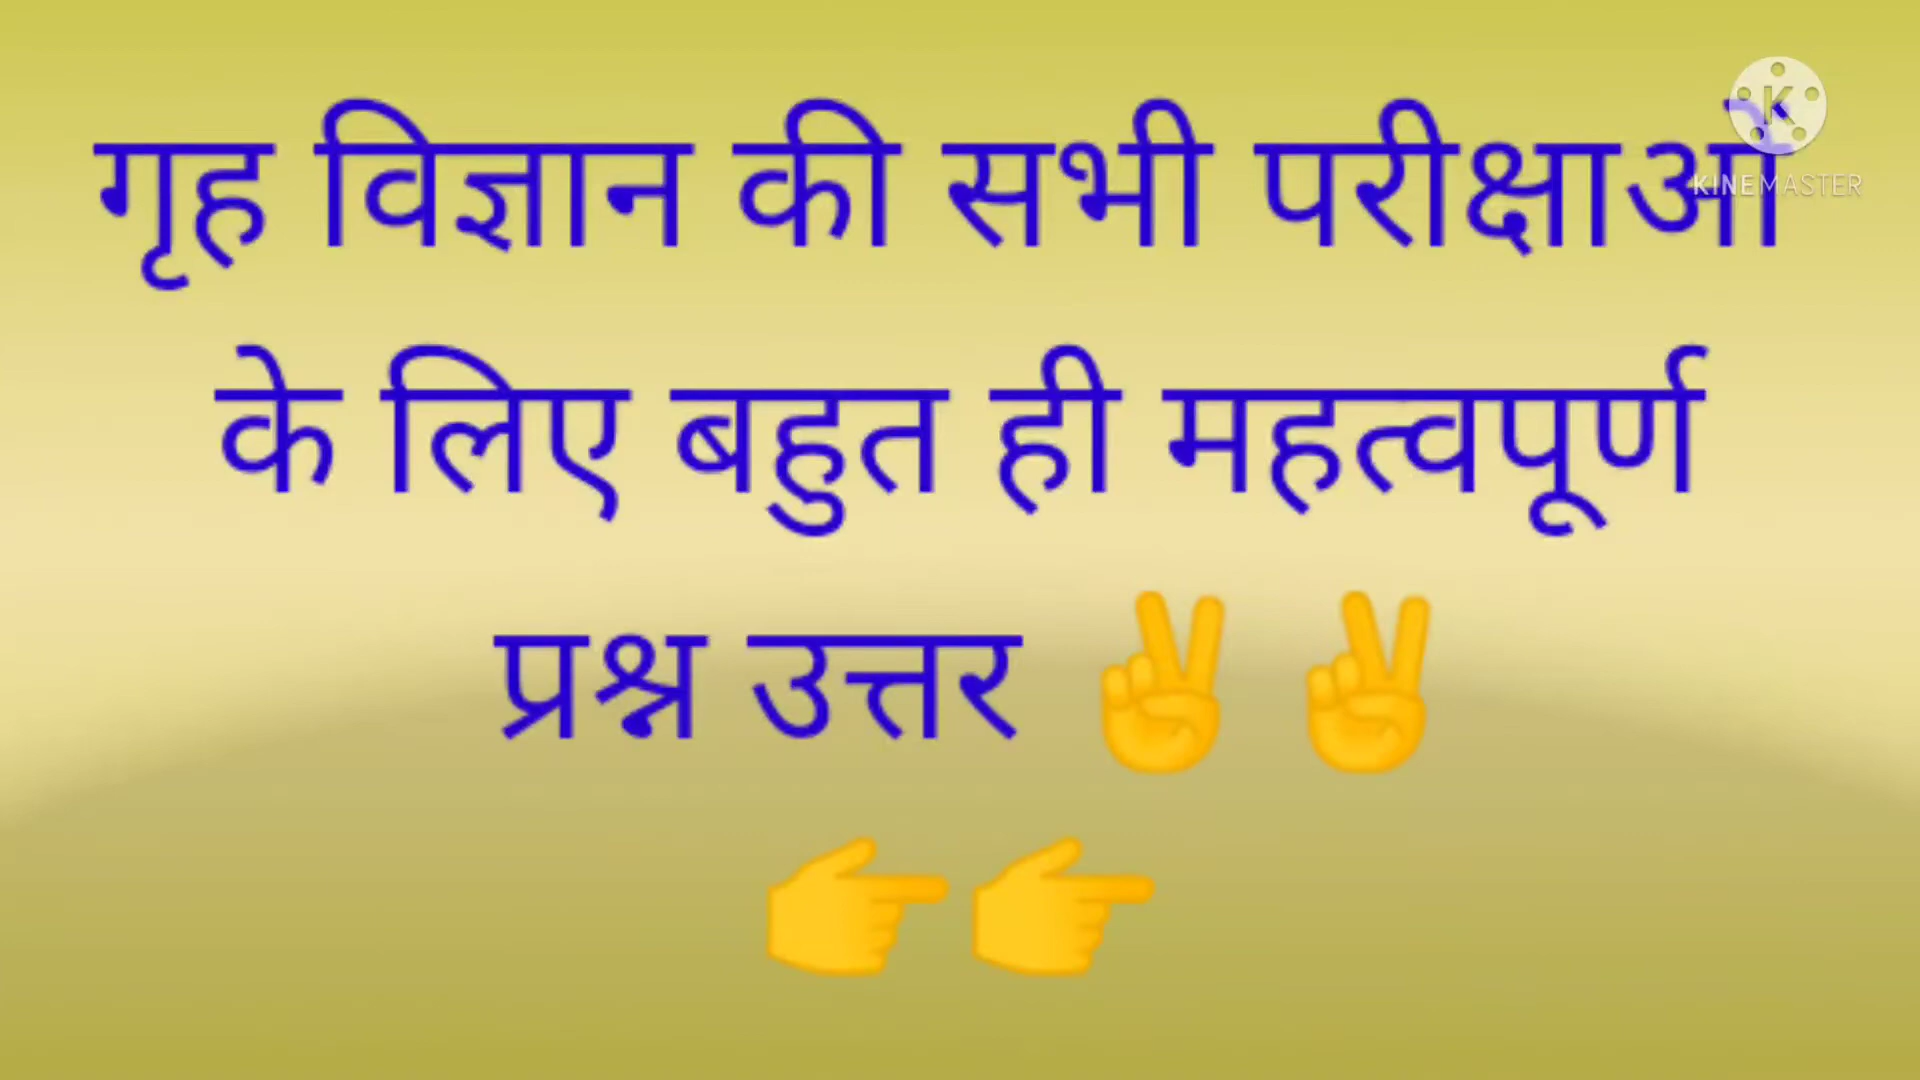 गृह विज्ञान की सभी परीक्षाओ
KINEMASTER
के लिए बहुत ही महत्वपूर्ण
प्रश्न उत्तर ✌✌
👉👉